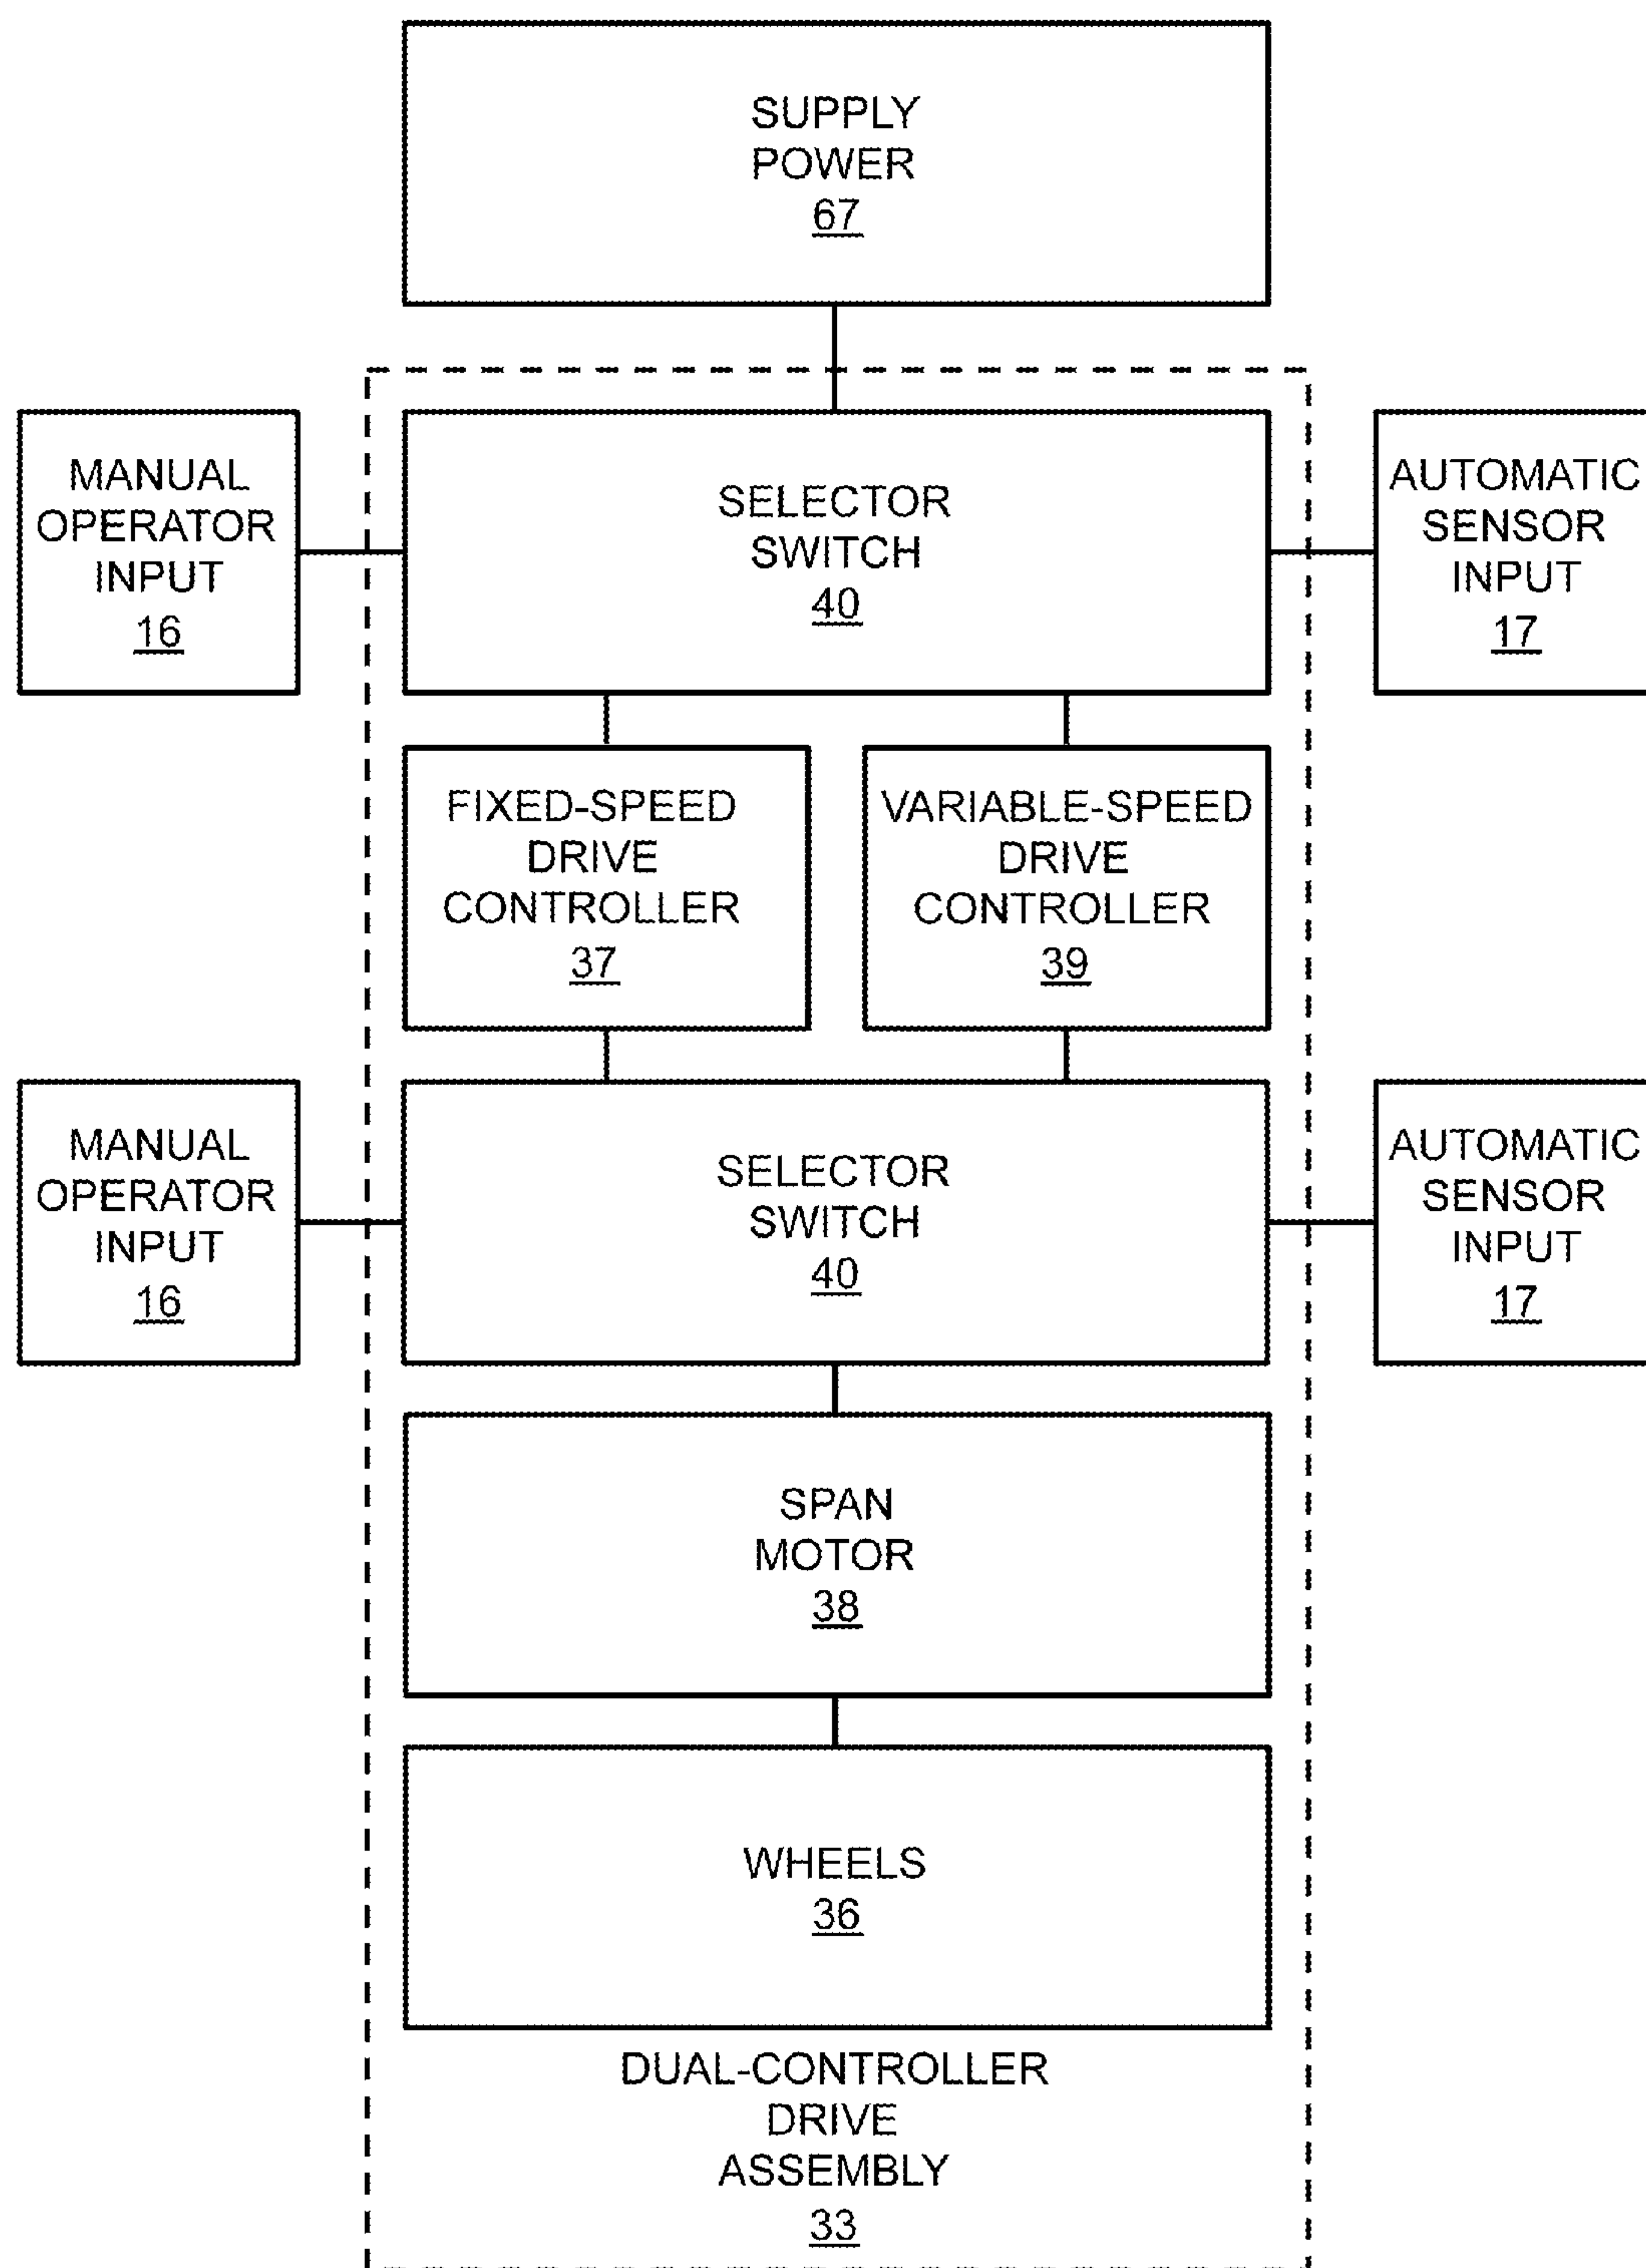 SUPPLY
POWER
67
MANUAL
OPERATOR
INPUT
16
SELECTOR
SWITCH
40
AUTOMATIC
SENSOR
INPUT
17
FIXED-SPEED
DRIVE
CONTROLLER
37
VARIABLE-SPEED
DRIVE
CONTROLLER
39
MANUAL
OPERATOR
INPUT
16
SELECTOR
SWITCH
40
AUTOMATIC
SENSOR
INPUT
17
SPAN
MOTOR
38
WHEELS
36
DUAL-CONTROLLER
DRIVE
ASSEMBLY
33